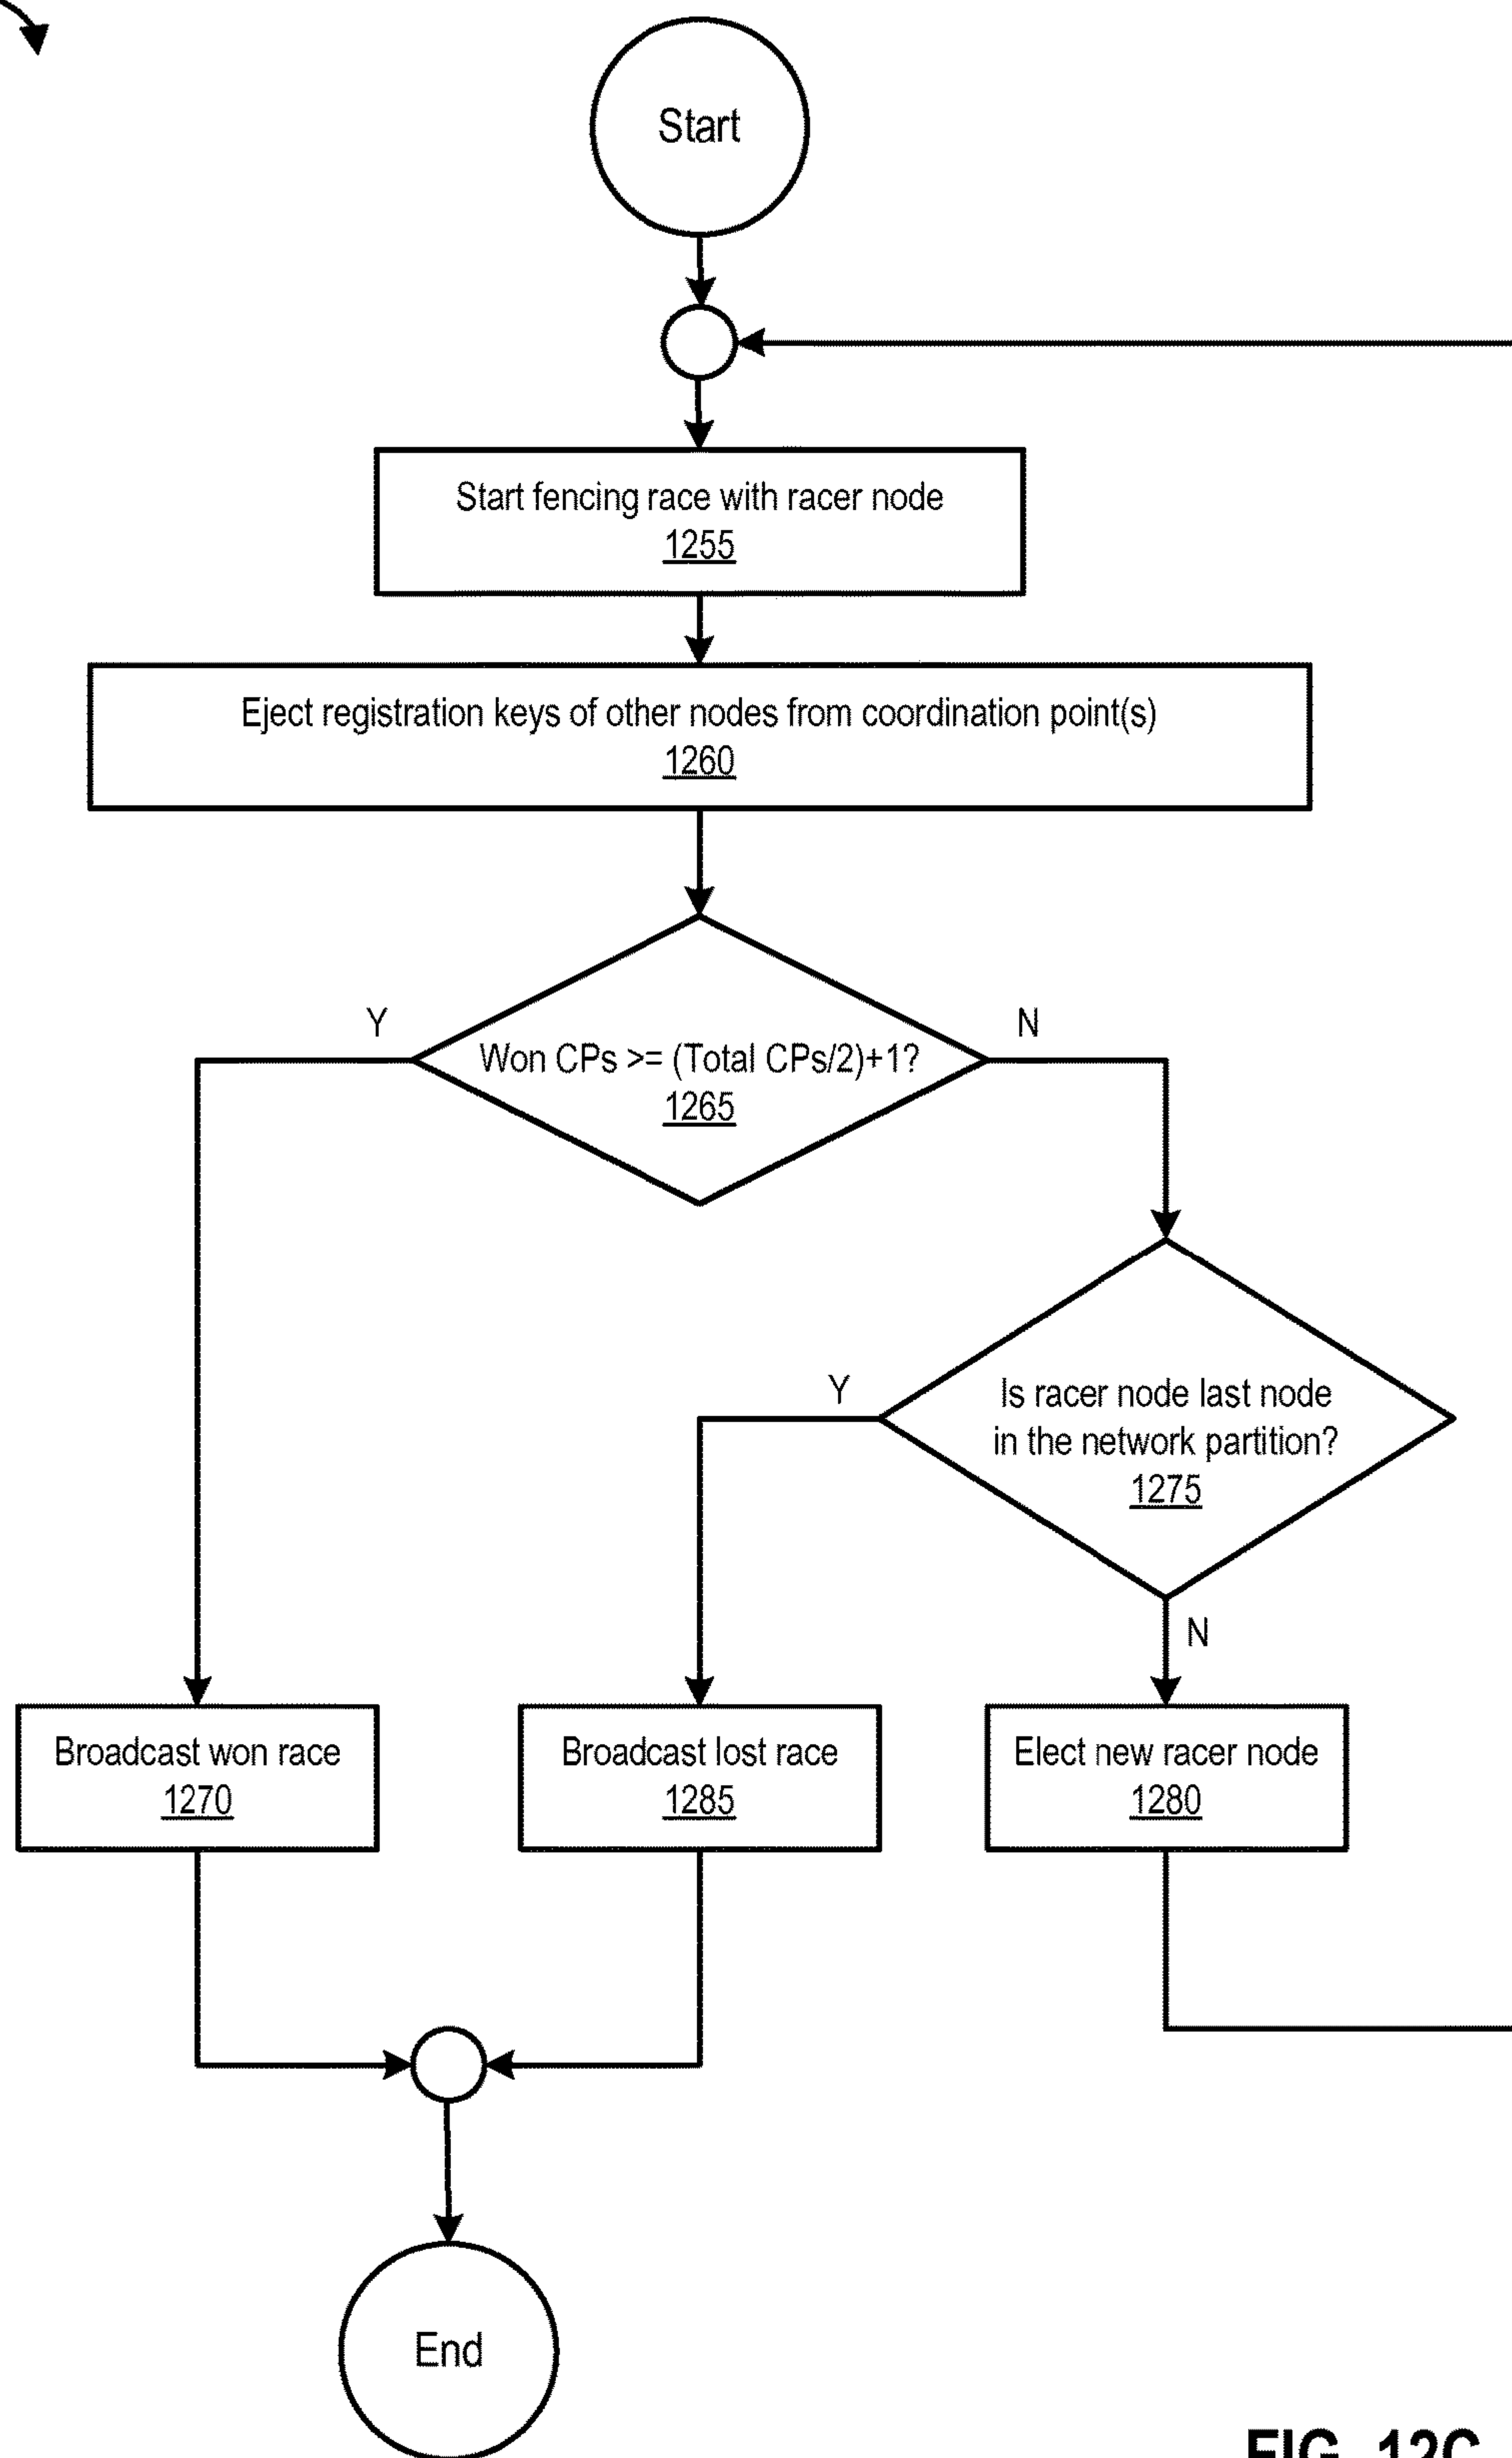 Start
Start fencing race with racer node
1255
Eject registration keys of other nodes from coordination point(s)
1260
Y
N
Won CPs >= (Total CPs/2)+1?
1265
Y
Is racer node last node
in the network partition?
1275
N
Broadcast won race
1270
Broadcast lost race
1285
Elect new racer node
1280
End
FIG. 12C